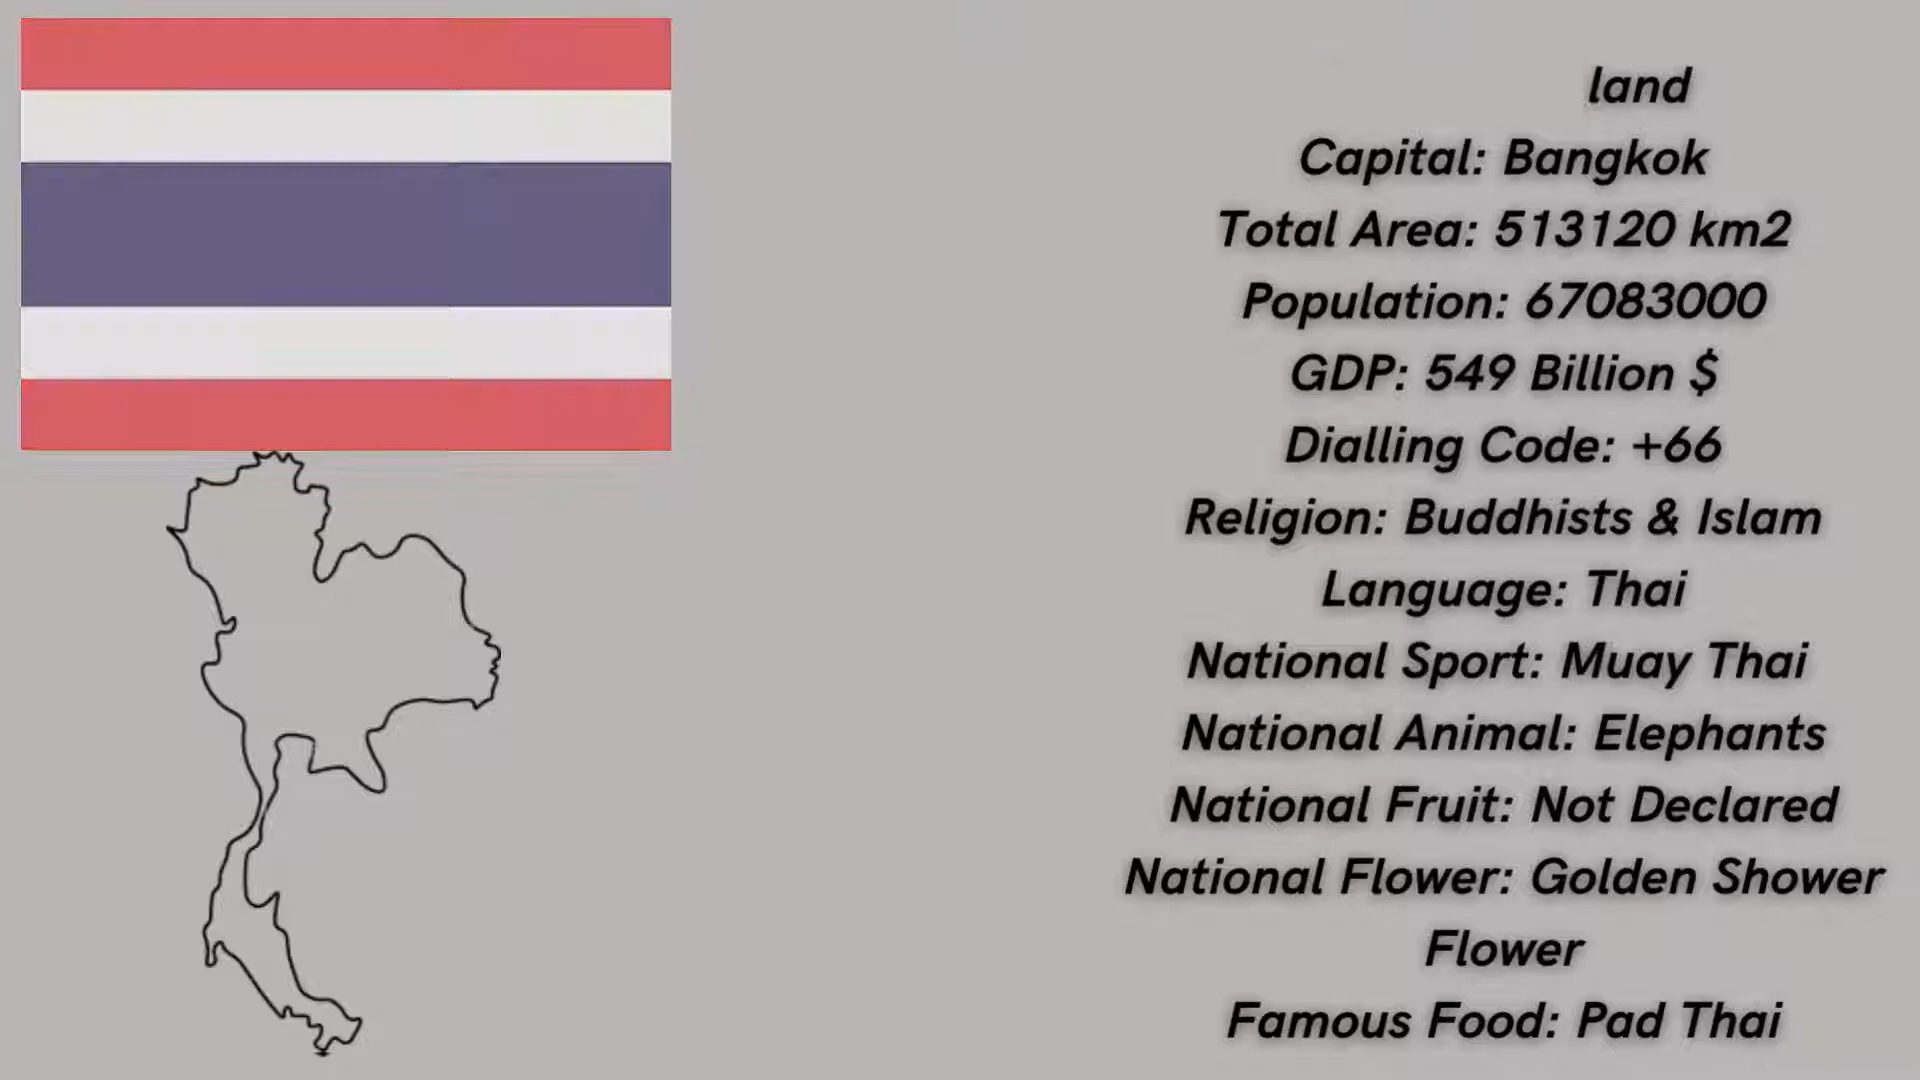 land
Capital: Bangkok
Total Area: 513120 km2
Population: 67083000
GDP: 549 Billion $
Dialling Code: +66
Religion: Buddhists & Islam
Language: Thai
National Sport: Muay Thai
National Animal: Elephants
National Fruit: Not Declared
National Flower: Golden Shower
Flower
Famous Food: Pad Thai